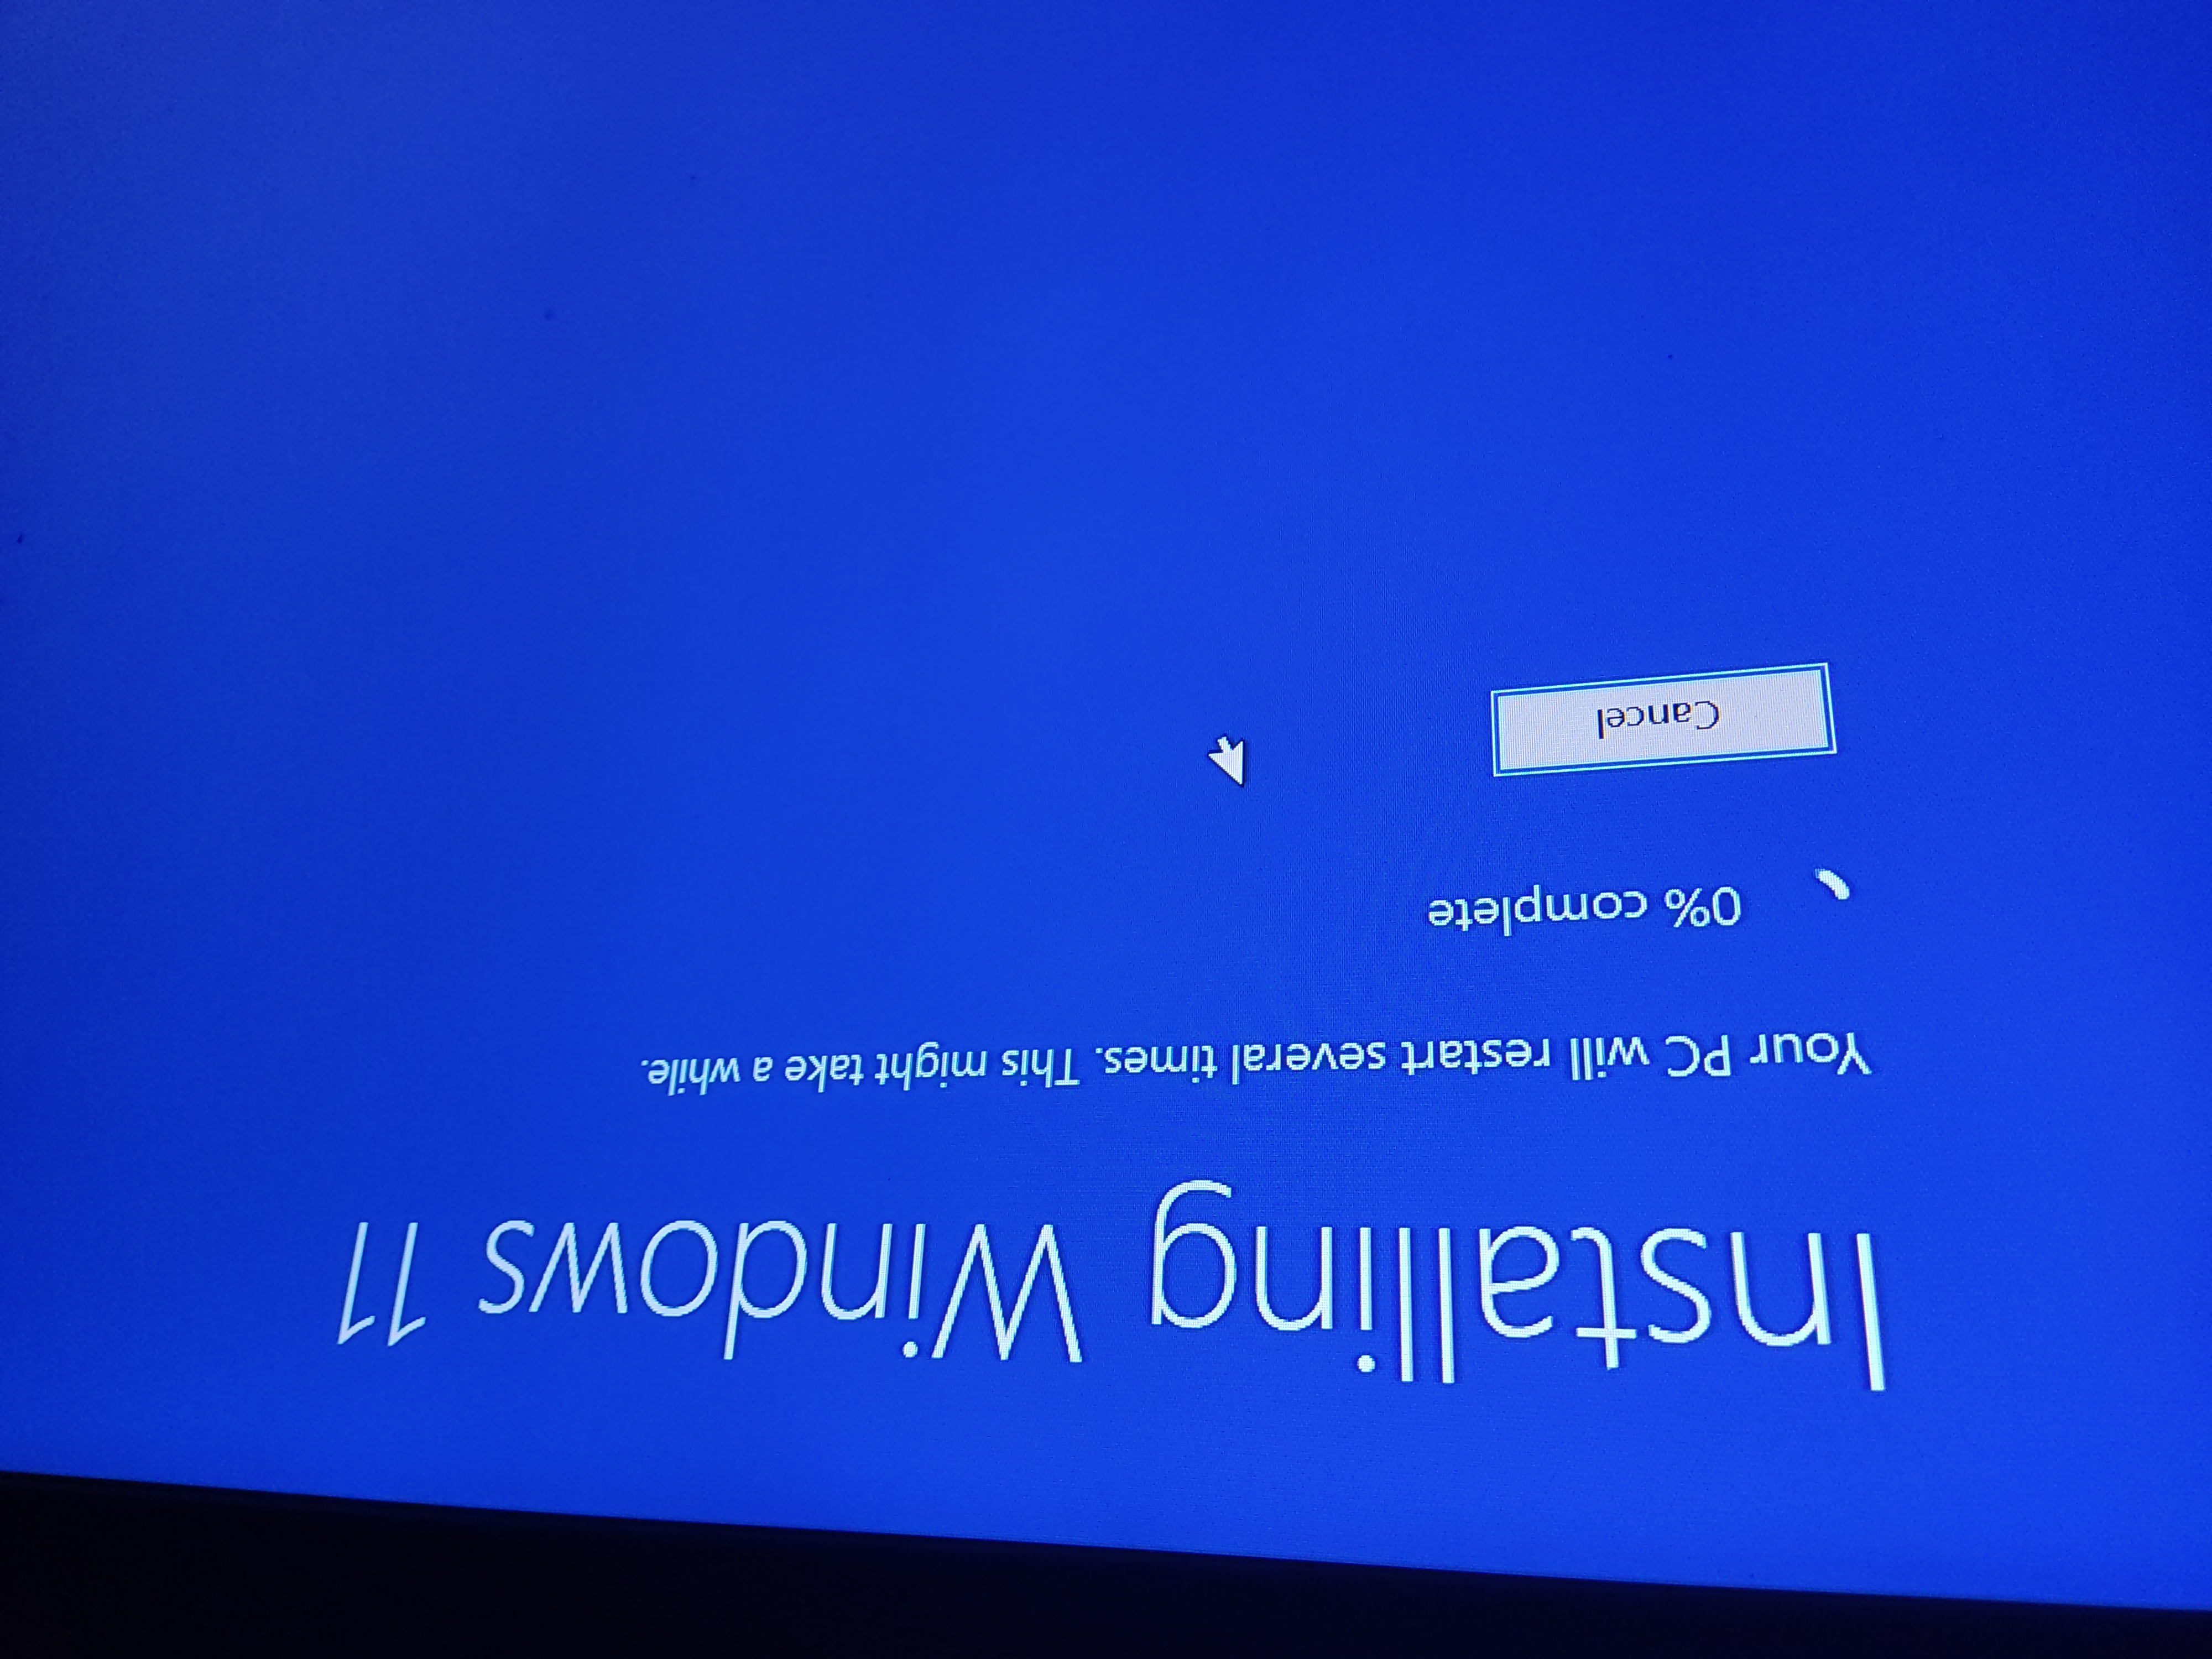 Installing Windows 11
Your PC will restart several times. This might take a while.
0% complete
Cancel